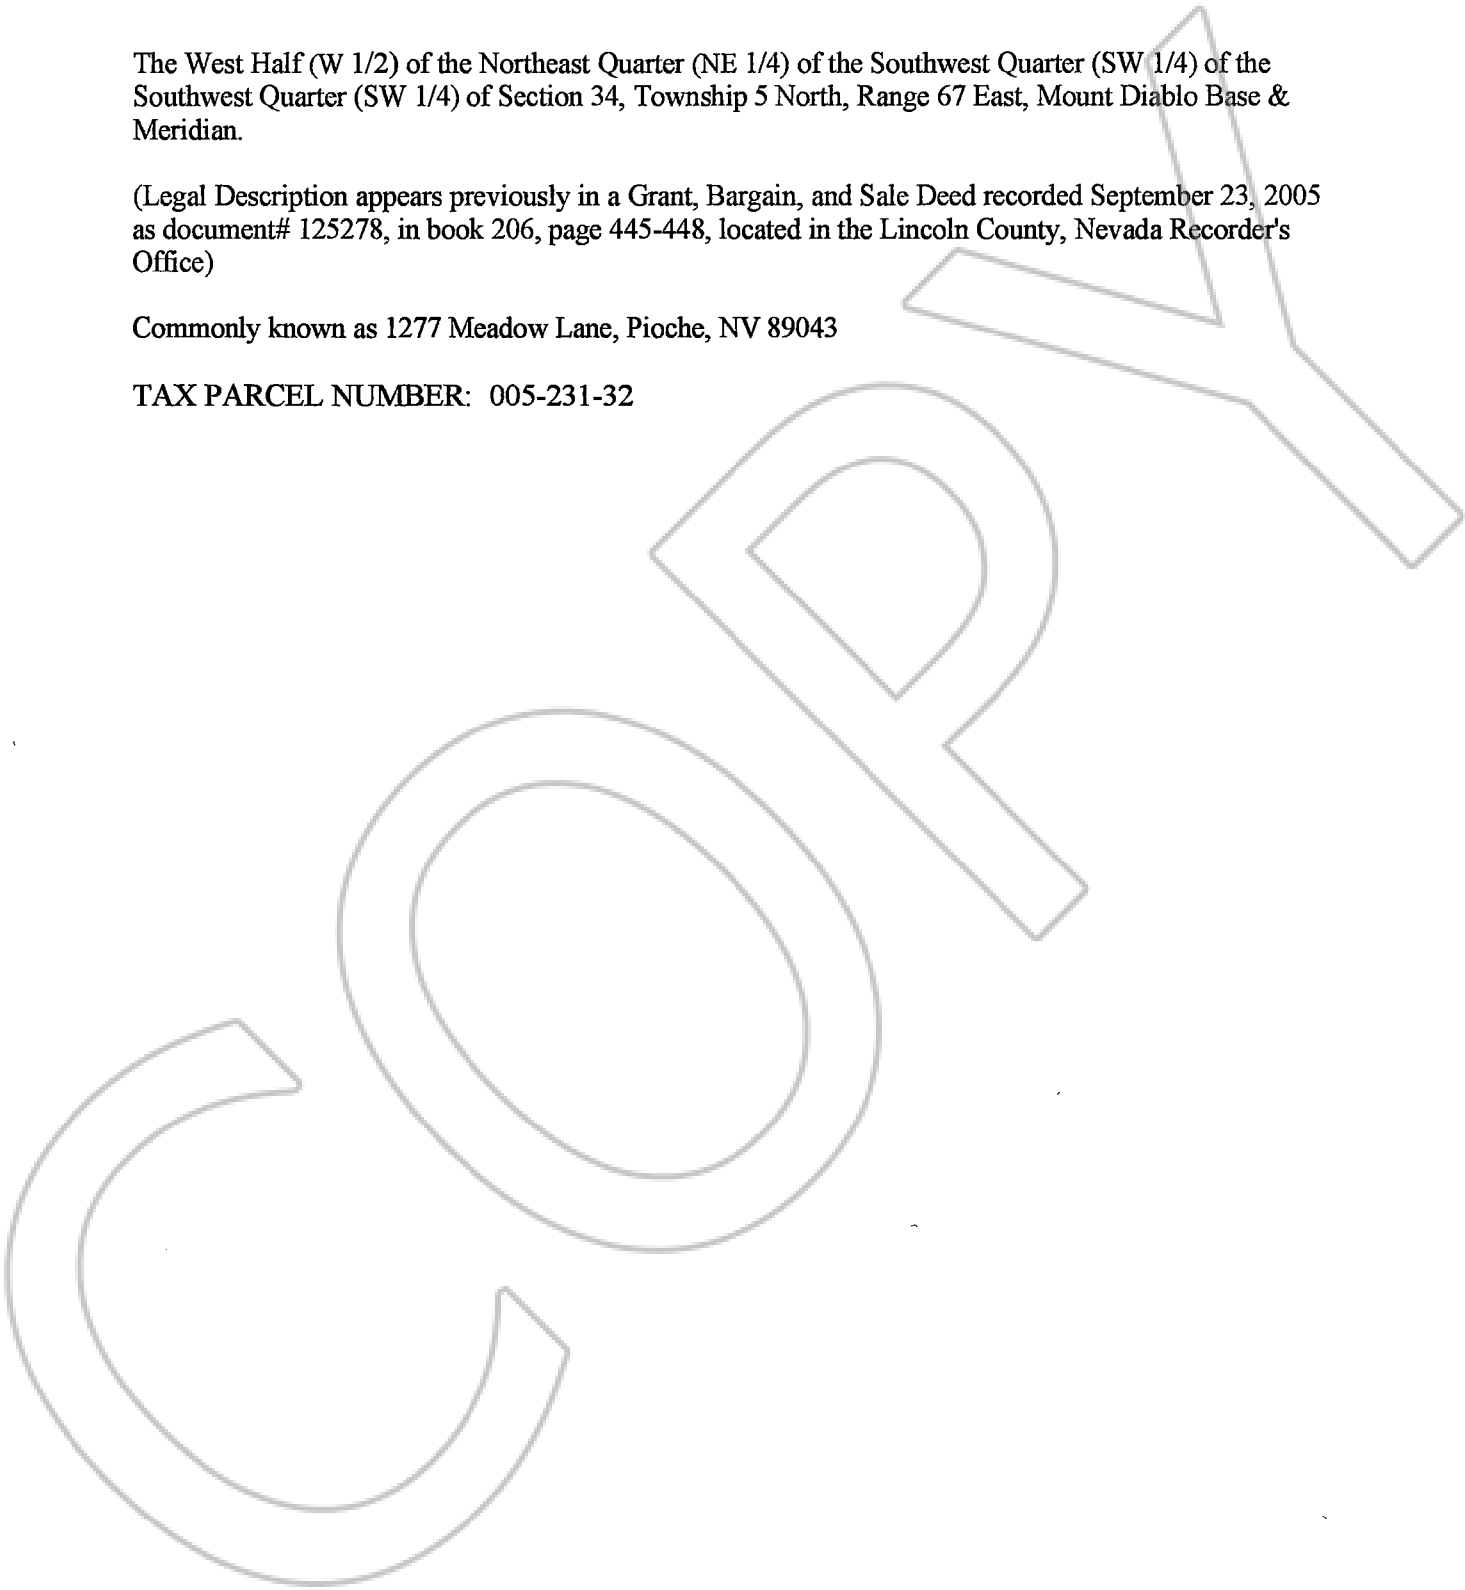 The West Half (W 1/2) of the Northeast Quarter (NE 1/4) of the Southwest Quarter (SW 1/4) of the
Southwest Quarter (SW 1/4) of Section 34, Township 5 North, Range 67 East, Mount Diablo Base &
Meridian.
(Legal Description appears previously in a Grant, Bargain, and Sale Deed recorded September 23, 2005
as document# 125278, in book 206, page 445-448, located in the Lincoln County, Nevada Recorder's
Office)
Commonly known as 1277 Meadow Lane, Pioche, NV 89043
TAX PARCEL NUMBER: 005-231-32
COPY